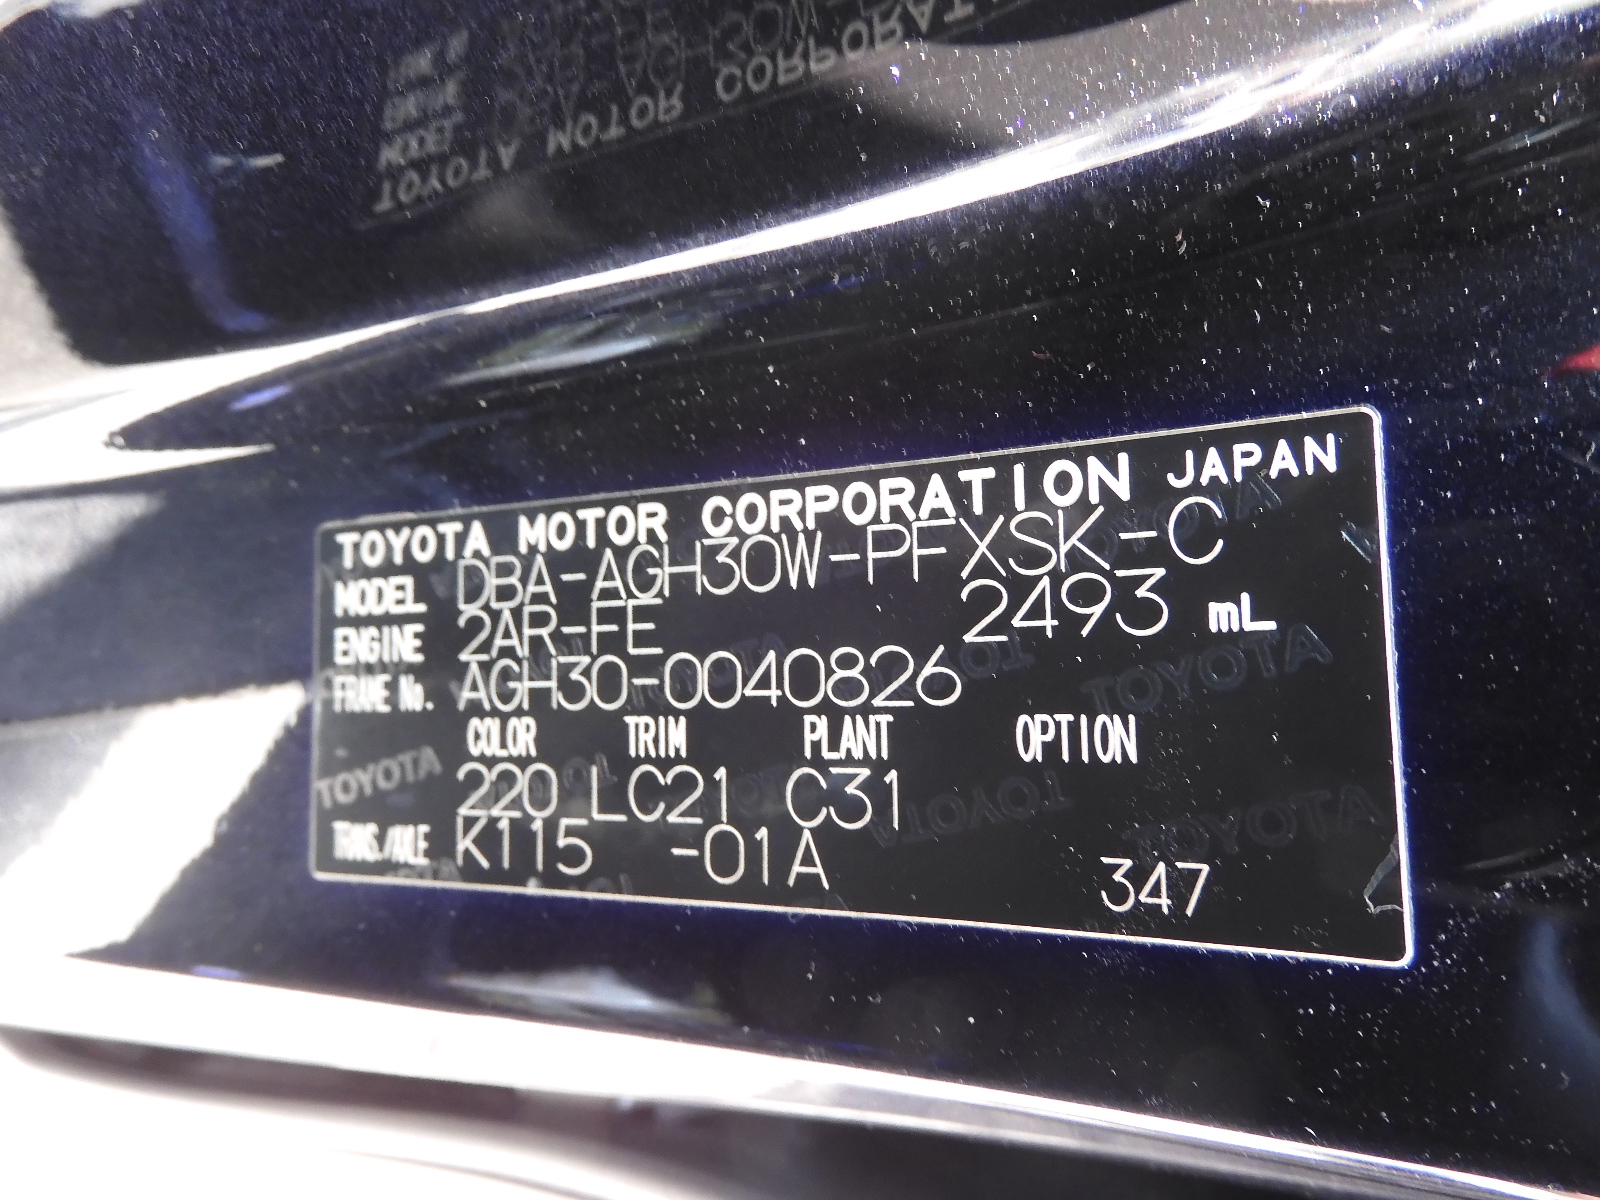 TOYOTA MOTOR CORPORATION JAPAN
MODEL DBA-AGH30W-PFXSK-C
ENGINE 2AR-FE 2493 mL
FRAME No. AGH30-0040826
COLOR TRIM PLANT OPTION
220 LC21 C31
TRANS./AXLE K115 -01A
347